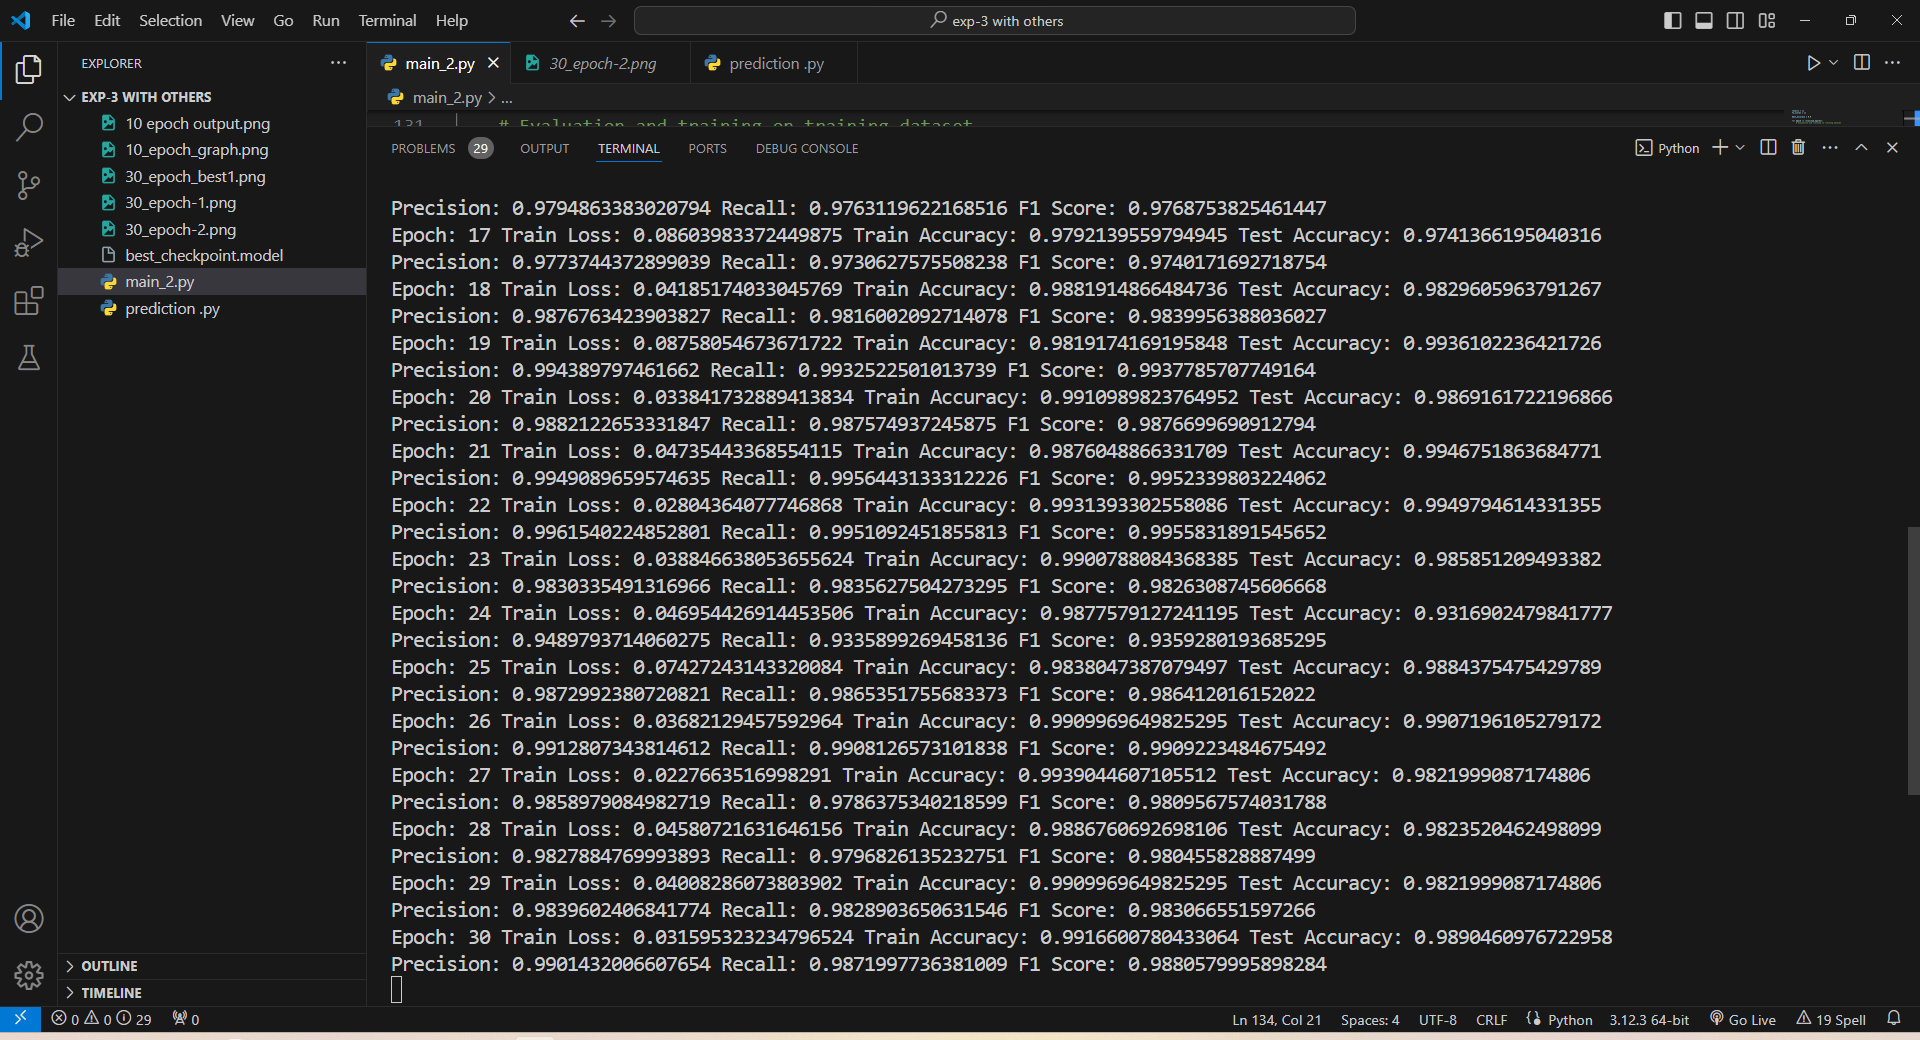 File Edit Selection View Go Run Terminal Help
exp-3 with others
EXPLORER
EXP-3 WITH OTHERS
10 epoch output.png
10_epoch_graph.png
30_epoch_best1.png
30_epoch-1.png
30_epoch-2.png
best_checkpoint.model
main_2.py
prediction .py
OUTLINE
TIMELINE
main_2.py 30_epoch-2.png prediction .py
main_2.py > ...
131 # Evaluation and training on training dataset
PROBLEMS 29 OUTPUT TERMINAL PORTS DEBUG CONSOLE Python
Precision: 0.9794863383020794 Recall: 0.9763119622168516 F1 Score: 0.9768753825461447
Epoch: 17 Train Loss: 0.08603983372449875 Train Accuracy: 0.9792139559794945 Test Accuracy: 0.9741366195040316
Precision: 0.9773744372899039 Recall: 0.9730627575508238 F1 Score: 0.9740171692718754
Epoch: 18 Train Loss: 0.04185174033045769 Train Accuracy: 0.9881914866484736 Test Accuracy: 0.9829605963791267
Precision: 0.9876763423903827 Recall: 0.9816002092714078 F1 Score: 0.9839956388036027
Epoch: 19 Train Loss: 0.08758054673671722 Train Accuracy: 0.9819174169195848 Test Accuracy: 0.9936102236421726
Precision: 0.994389797461662 Recall: 0.9932522501013739 F1 Score: 0.9937785707749164
Epoch: 20 Train Loss: 0.033841732889413834 Train Accuracy: 0.9910989823764952 Test Accuracy: 0.9869161722196866
Precision: 0.9882122653331847 Recall: 0.987574937245875 F1 Score: 0.9876699690912794
Epoch: 21 Train Loss: 0.04735443368554115 Train Accuracy: 0.9876048866331709 Test Accuracy: 0.9946751863684771
Precision: 0.9949089659574635 Recall: 0.9956443133312226 F1 Score: 0.9952339803224062
Epoch: 22 Train Loss: 0.02804364077746868 Train Accuracy: 0.9931393302558086 Test Accuracy: 0.9949794614331355
Precision: 0.9961540224852801 Recall: 0.9951092451855813 F1 Score: 0.9955831891545652
Epoch: 23 Train Loss: 0.038846638053655624 Train Accuracy: 0.9900788084368385 Test Accuracy: 0.985851209493382
Precision: 0.9830335491316966 Recall: 0.9835627504273295 F1 Score: 0.9826308745606668
Epoch: 24 Train Loss: 0.046954426914453506 Train Accuracy: 0.9877579127241195 Test Accuracy: 0.9316902479841777
Precision: 0.9489793714060275 Recall: 0.9335899269458136 F1 Score: 0.9359280193685295
Epoch: 25 Train Loss: 0.07427243143320084 Train Accuracy: 0.9838047387079497 Test Accuracy: 0.9884375475429789
Precision: 0.9872992380720821 Recall: 0.9865351755683373 F1 Score: 0.986412016152022
Epoch: 26 Train Loss: 0.03682129457592964 Train Accuracy: 0.9909969649825295 Test Accuracy: 0.9907196105279172
Precision: 0.9912807343814612 Recall: 0.9908126573101838 F1 Score: 0.9909223484675492
Epoch: 27 Train Loss: 0.0227663516998291 Train Accuracy: 0.9939044607105512 Test Accuracy: 0.9821999087174806
Precision: 0.9858979084982719 Recall: 0.9786375340218599 F1 Score: 0.9809567574031788
Epoch: 28 Train Loss: 0.04580721631646156 Train Accuracy: 0.9886760692698106 Test Accuracy: 0.9823520462498099
Precision: 0.9827884769993893 Recall: 0.9796826135232751 F1 Score: 0.980455828887499
Epoch: 29 Train Loss: 0.04008286073803902 Train Accuracy: 0.9909969649825295 Test Accuracy: 0.9821999087174806
Precision: 0.9839602406841774 Recall: 0.9828903650631546 F1 Score: 0.983066551597266
Epoch: 30 Train Loss: 0.031595323234796524 Train Accuracy: 0.9916600780433064 Test Accuracy: 0.9890460976722958
Precision: 0.9901432006607654 Recall: 0.9871997736381009 F1 Score: 0.9880579995898284
0 0 29 0 Ln 134, Col 21 Spaces: 4 UTF-8 CRLF Python 3.12.3 64-bit Go Live 19 Spell